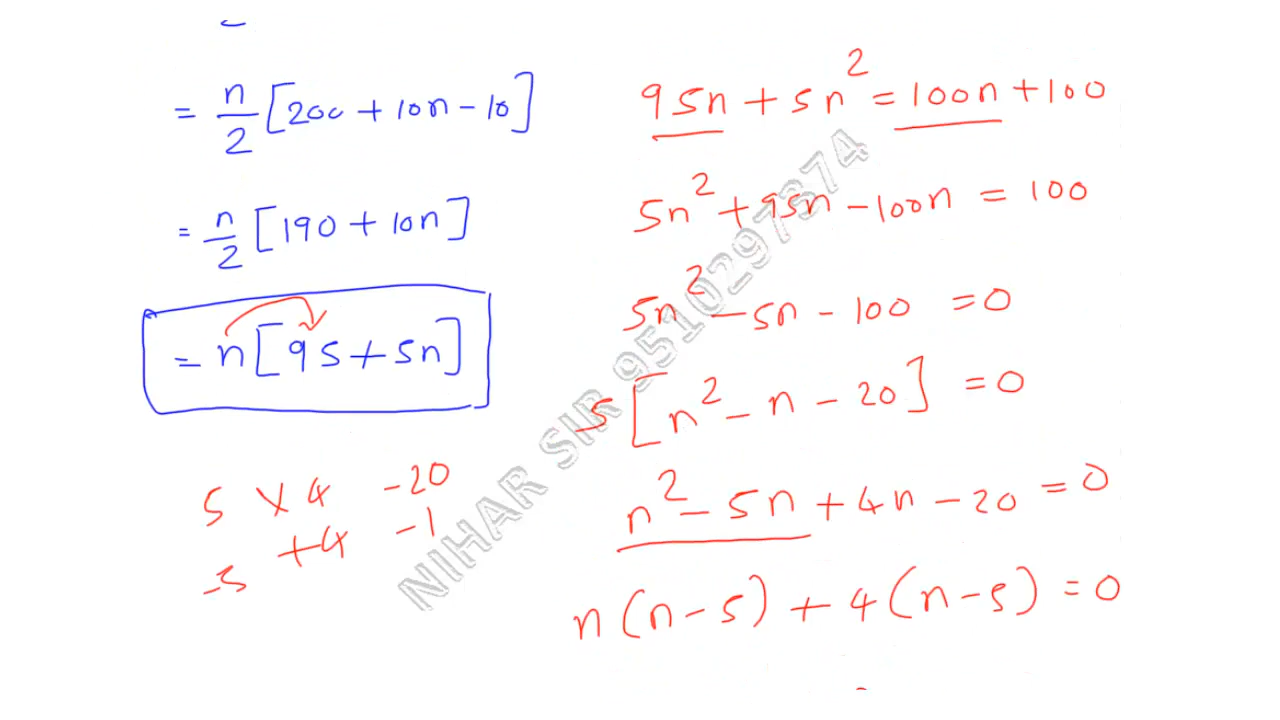 = n/2 [200 + 10n - 10]
= n/2 [190 + 10n]
= n[95 + 5n]
5 × 4 -20
-5 +4 -1
95n + 5n² = 100n + 100
5n² + 95n - 100n = 100
5n² - 5n - 100 = 0
5[n² - n - 20] = 0
n² - 5n + 4n - 20 = 0
n(n - 5) + 4(n - 5) = 0
NIHAR SIR 9510297374